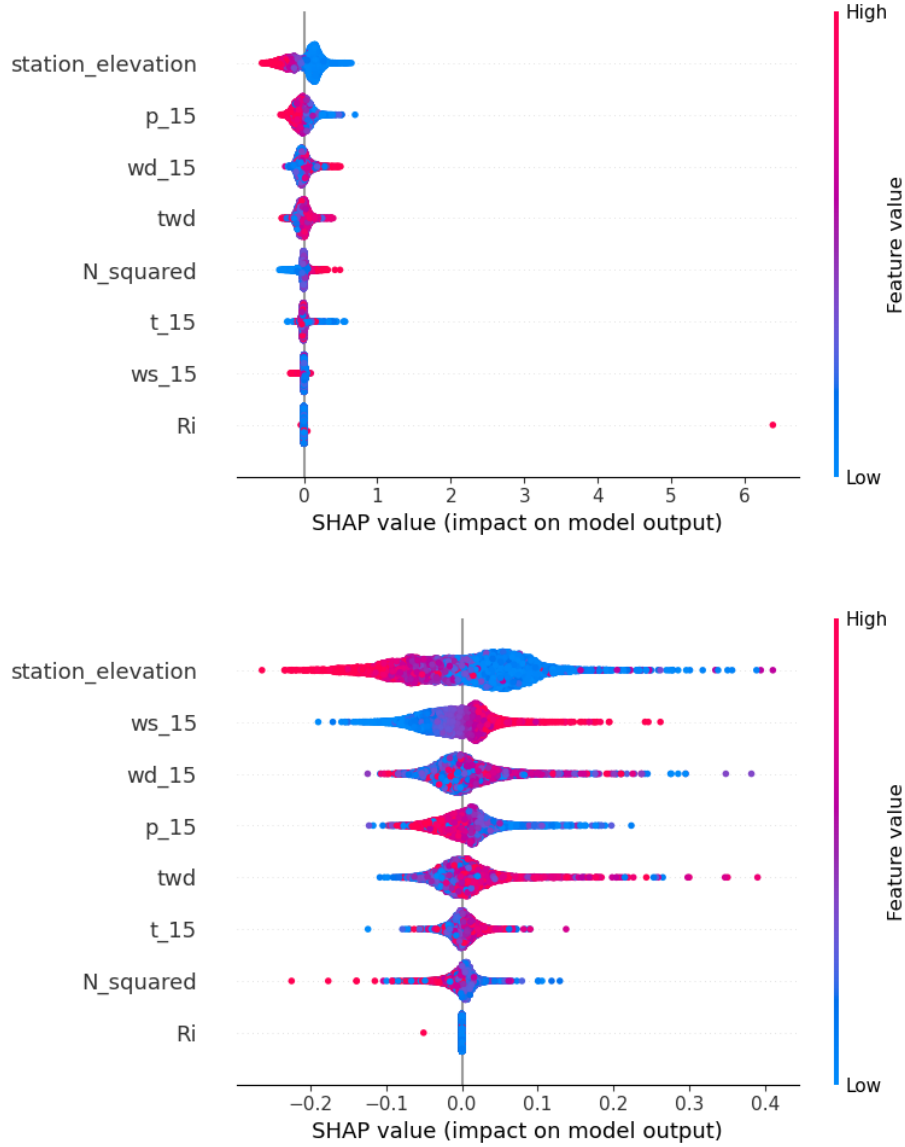 High
station_elevation
p_15
wd_15
twd
N_squared
t_15
ws_15
Ri
Feature value
Low
0 1 2 3 4 5 6
SHAP value (impact on model output)
High
station_elevation
ws_15
wd_15
p_15
twd
t_15
N_squared
Ri
Feature value
Low
−0.2 −0.1 0.0 0.1 0.2 0.3 0.4
SHAP value (impact on model output)